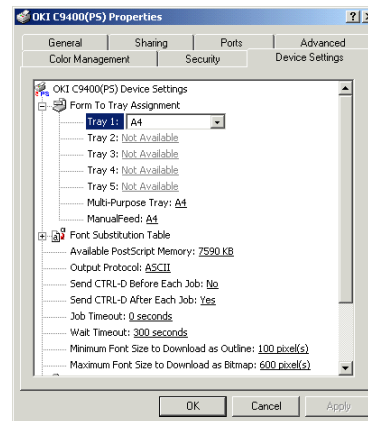 OKI C9400(PS) Properties
General Sharing Ports Advanced
Color Management Security Device Settings
OKI C9400(PS) Device Settings
Form To Tray Assignment
Tray 1: A4
Tray 2: Not Available
Tray 3: Not Available
Tray 4: Not Available
Tray 5: Not Available
Multi-Purpose Tray: A4
ManualFeed: A4
Font Substitution Table
Available PostScript Memory: 7590 KB
Output Protocol: ASCII
Send CTRL-D Before Each Job: No
Send CTRL-D After Each Job: Yes
Job Timeout: 0 seconds
Wait Timeout: 300 seconds
Minimum Font Size to Download as Outline: 100 pixel(s)
Maximum Font Size to Download as Bitmap: 600 pixel(s)
OK Cancel Apply